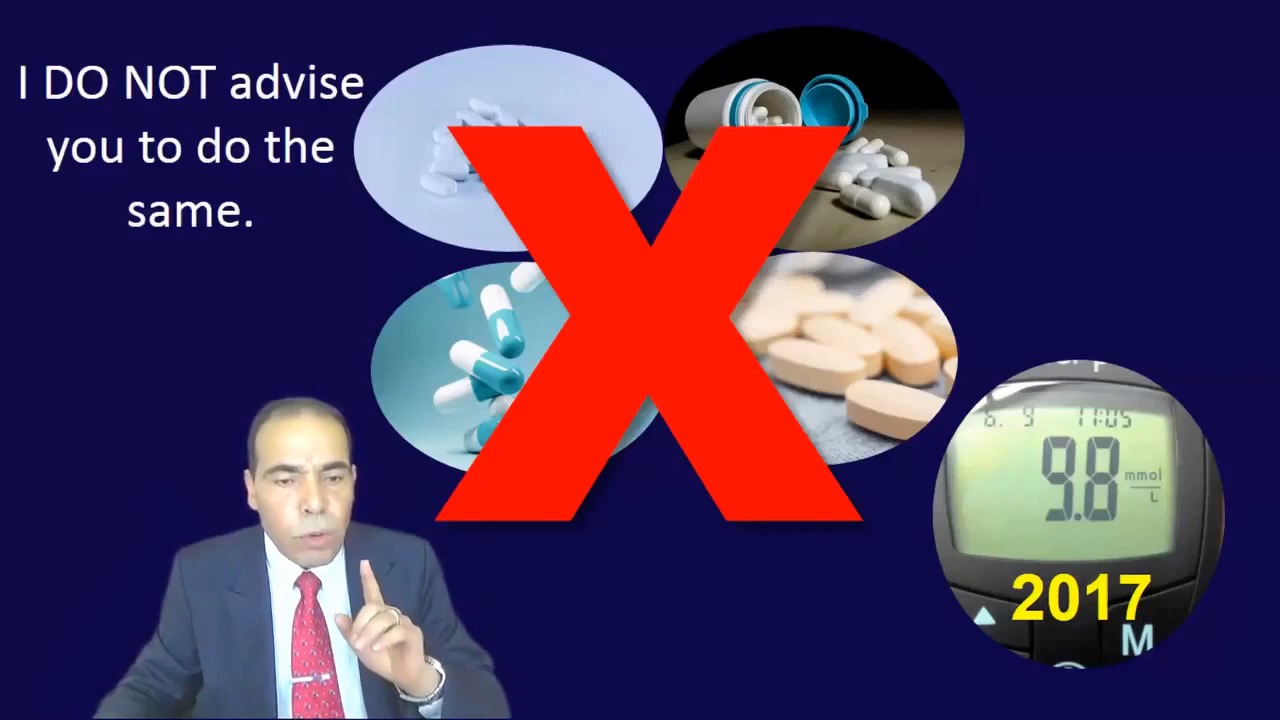 I DO NOT advise
you to do the
same.
6. 9 11:05
9.8 mmol
L
2017
M